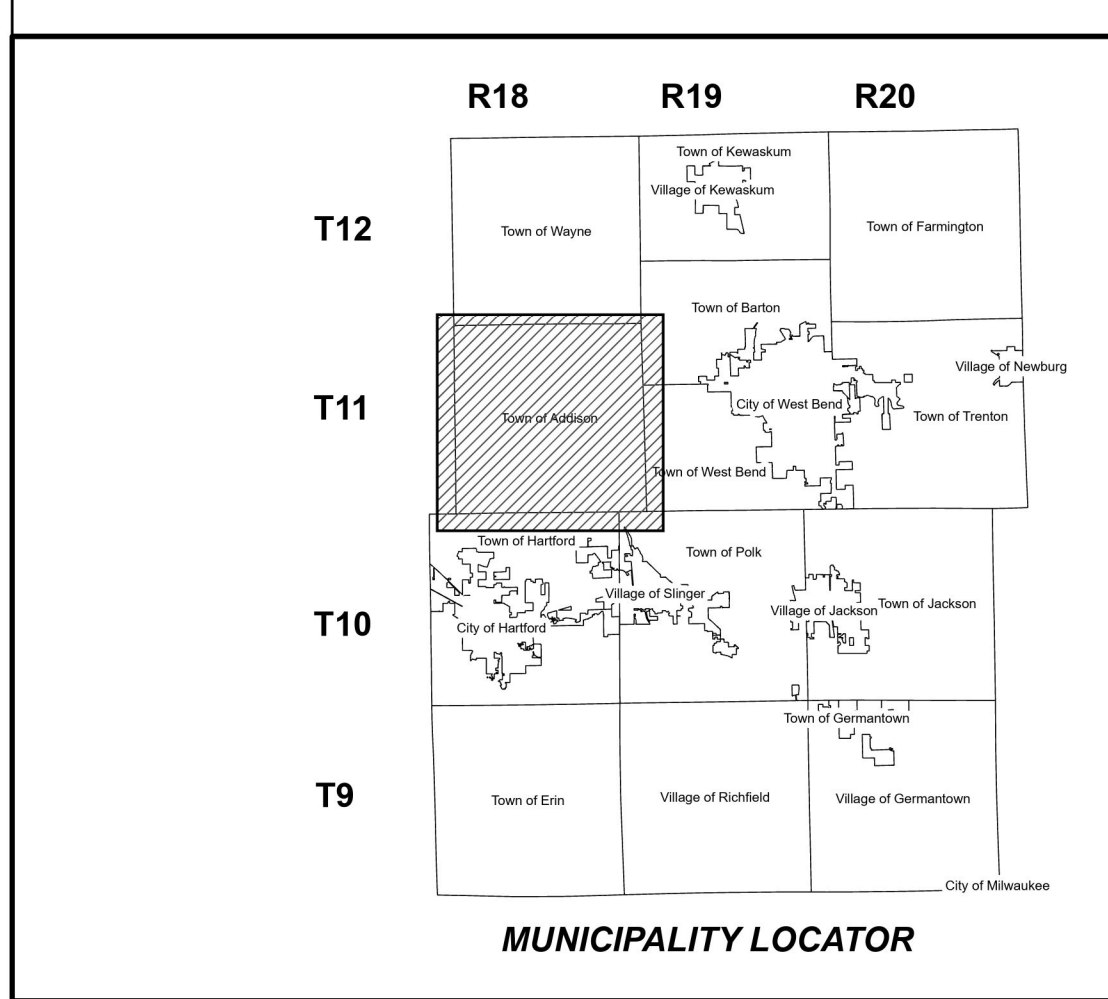 R18 R19 R20
Town of Kewaskum
Village of Kewaskum
T12
Town of Wayne
Town of Farmington
Town of Barton
Village of Newburg
T11
City of West Bend
Town of Addison
Town of Trenton
Town of West Bend
Town of Hartford
Town of Polk
Village of Slinger
Village of Jackson
Town of Jackson
T10
City of Hartford
Town of Germantown
T9
Town of Erin
Village of Richfield
Village of Germantown
City of Milwaukee
MUNICIPALITY LOCATOR